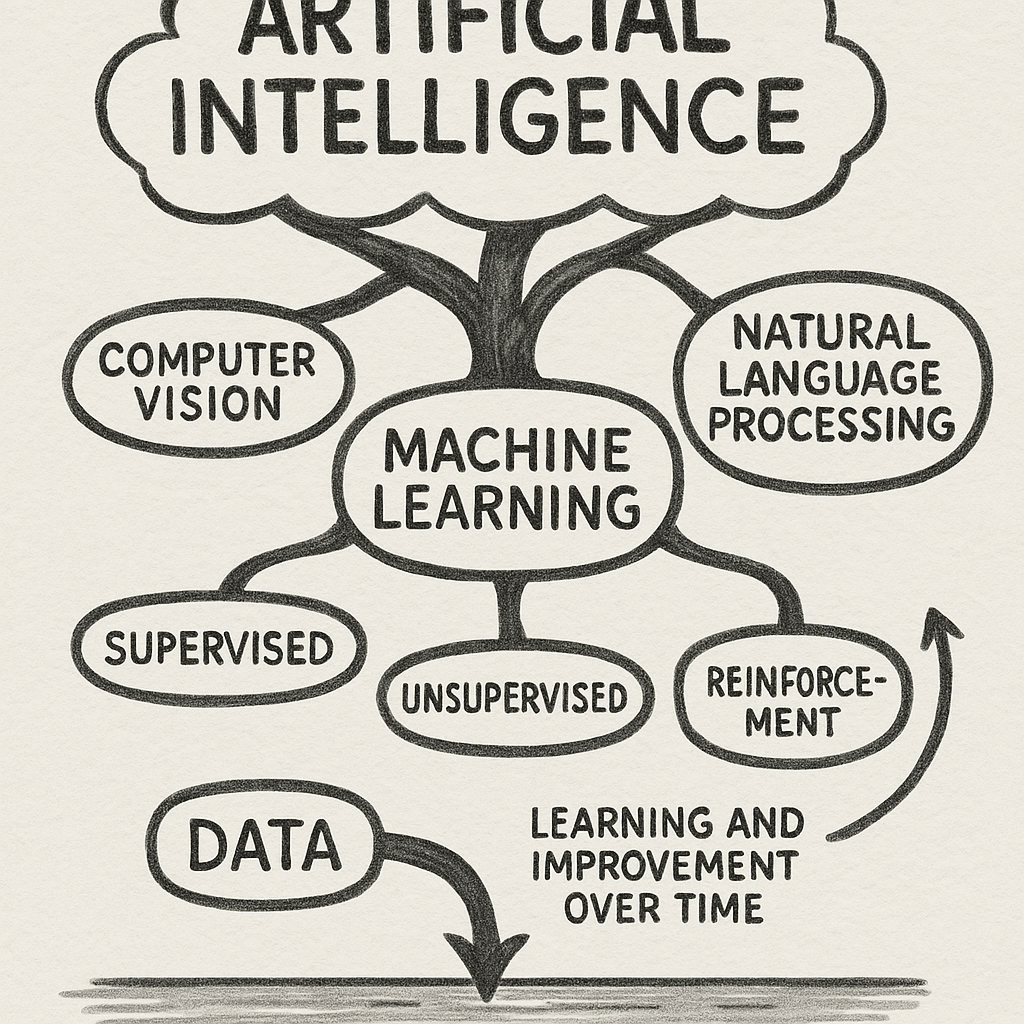 ARTIFICIAL
INTELLIGENCE
COMPUTER
VISION
NATURAL
LANGUAGE
PROCESSING
MACHINE
LEARNING
SUPERVISED
UNSUPERVISED
REINFORCE-
MENT
DATA
LEARNING AND
IMPROVEMENT
OVER TIME